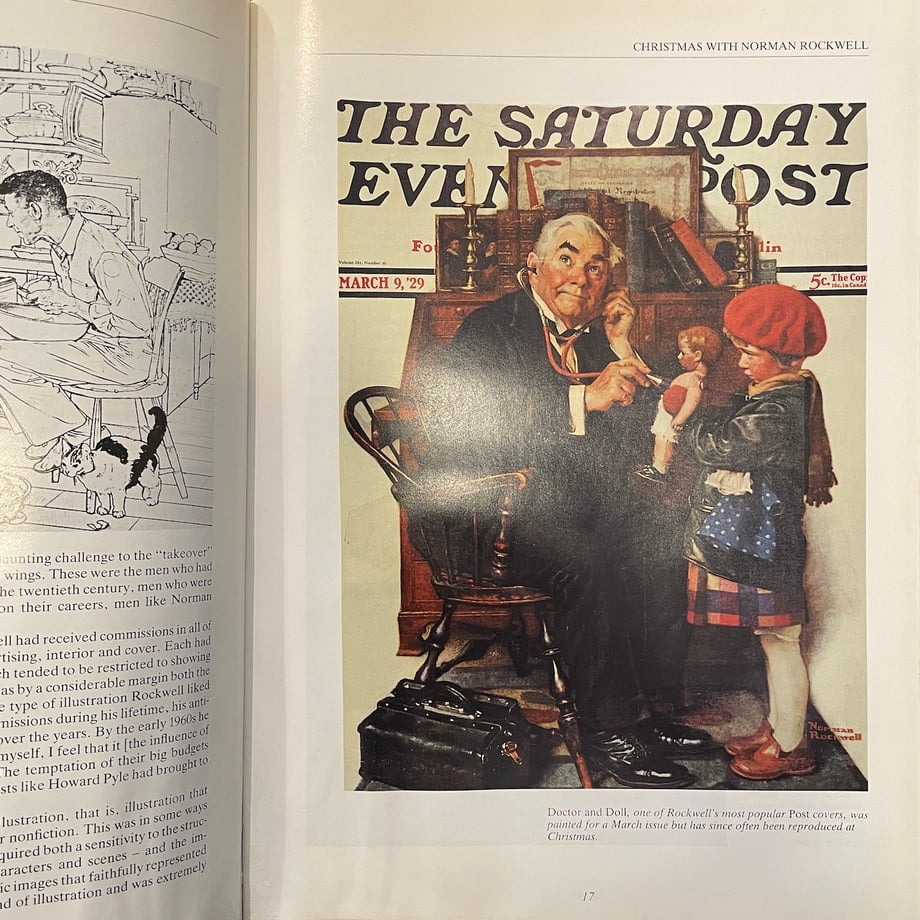 aunting challenge to the “takeover”
wings. These were the men who had
he twentieth century, men who were
on their careers, men like Norman
ell had received commissions in all of
rtising, interior and cover. Each had
ch tended to be restricted to showing
as by a considerable margin both the
e type of illustration Rockwell liked
missions during his lifetime, his anti-
over the years. By the early 1960s he
myself, I feel that it [the influence of
The temptation of their big budgets
sts like Howard Pyle had brought to
lustration, that is, illustration that
r nonfiction. This was in some ways
quired both a sensitivity to the struc-
aracters and scenes – and the im-
ic images that faithfully represented
nd of illustration and was extremely
CHRISTMAS WITH NORMAN ROCKWELL
THE SATURDAY
EVEN POST
Registration
Fo lin
Volume 201, Number 36
MARCH 9, '29
5c. The Cop
10c. in Canad
Norman
Rockwell
Doctor and Doll, one of Rockwell's most popular Post covers, was
painted for a March issue but has since often been reproduced at
Christmas.
17